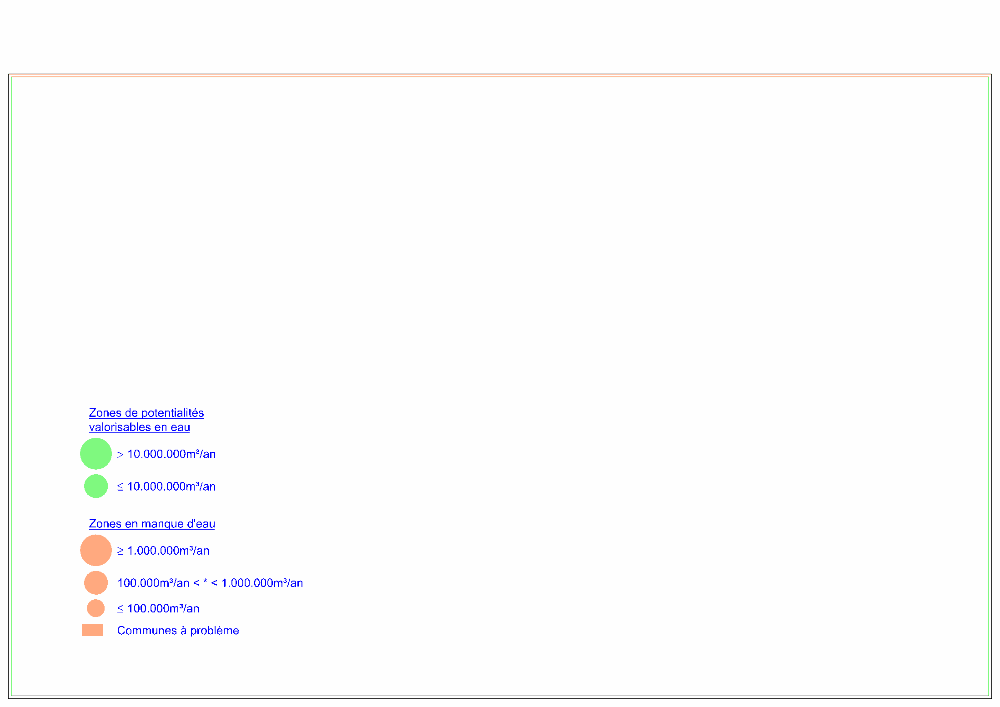 Zones de potentialités
valorisables en eau
> 10.000.000m³/an
≤ 10.000.000m³/an
Zones en manque d'eau
≥ 1.000.000m³/an
100.000m³/an < * < 1.000.000m³/an
≤ 100.000m³/an
Communes à problème